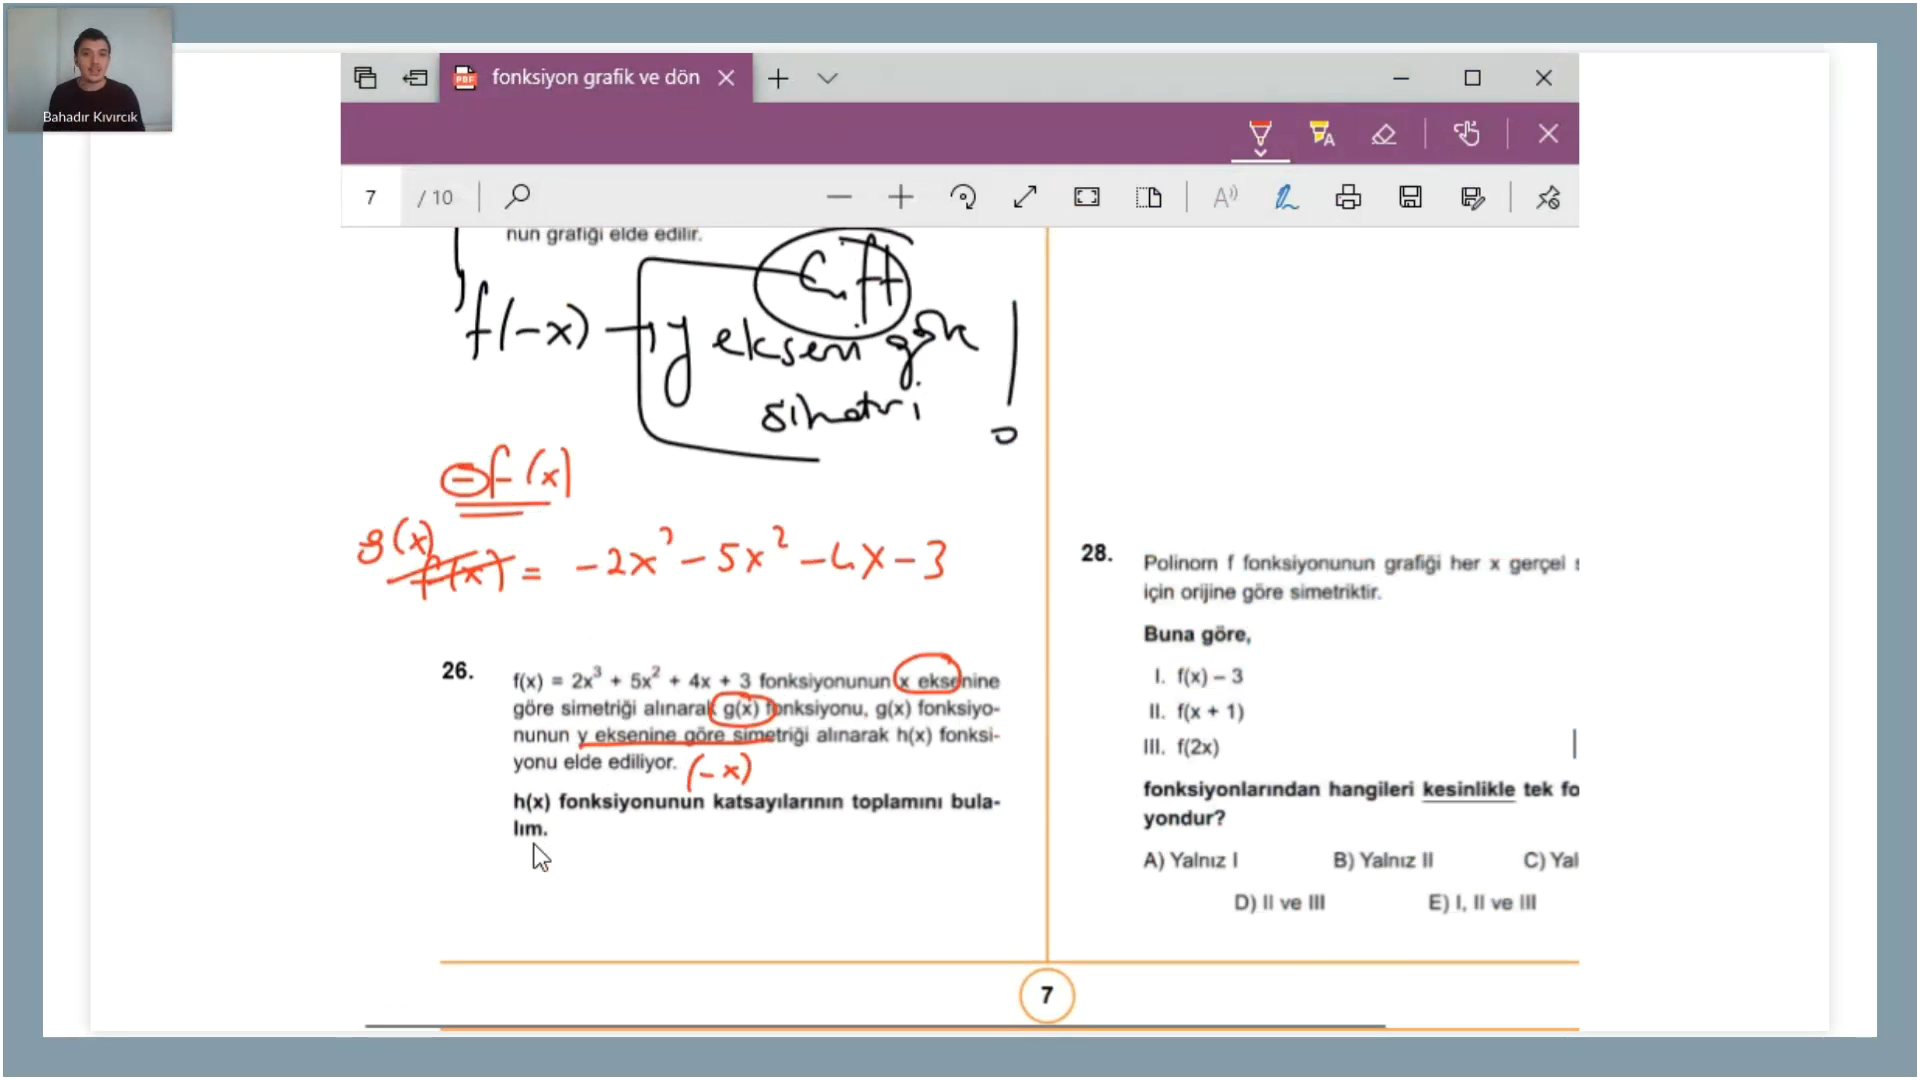 Bahadır Kıvırcık
fonksiyon grafik ve dön
7 / 10
nun grafiği elde edilir.
Çift
f(-x) → y ekseni göre
simetri !
-f(x)
g(x)
f(x) = -2x³ - 5x² - 4x - 3
26.
f(x) = 2x³ + 5x² + 4x + 3 fonksiyonunun x eksenine
göre simetriği alınarak g(x) fonksiyonu, g(x) fonksiyo-
nunun y eksenine göre simetriği alınarak h(x) fonksi-
yonu elde ediliyor.
(-x)
h(x) fonksiyonunun katsayılarının toplamını bula-
lım.
28.
Polinom f fonksiyonunun grafiği her x gerçel s
için orijine göre simetriktir.
Buna göre,
I. f(x) – 3
II. f(x + 1)
III. f(2x)
fonksiyonlarından hangileri kesinlikle tek fo
yondur?
A) Yalnız I B) Yalnız II C) Yal
D) II ve III E) I, II ve III
7